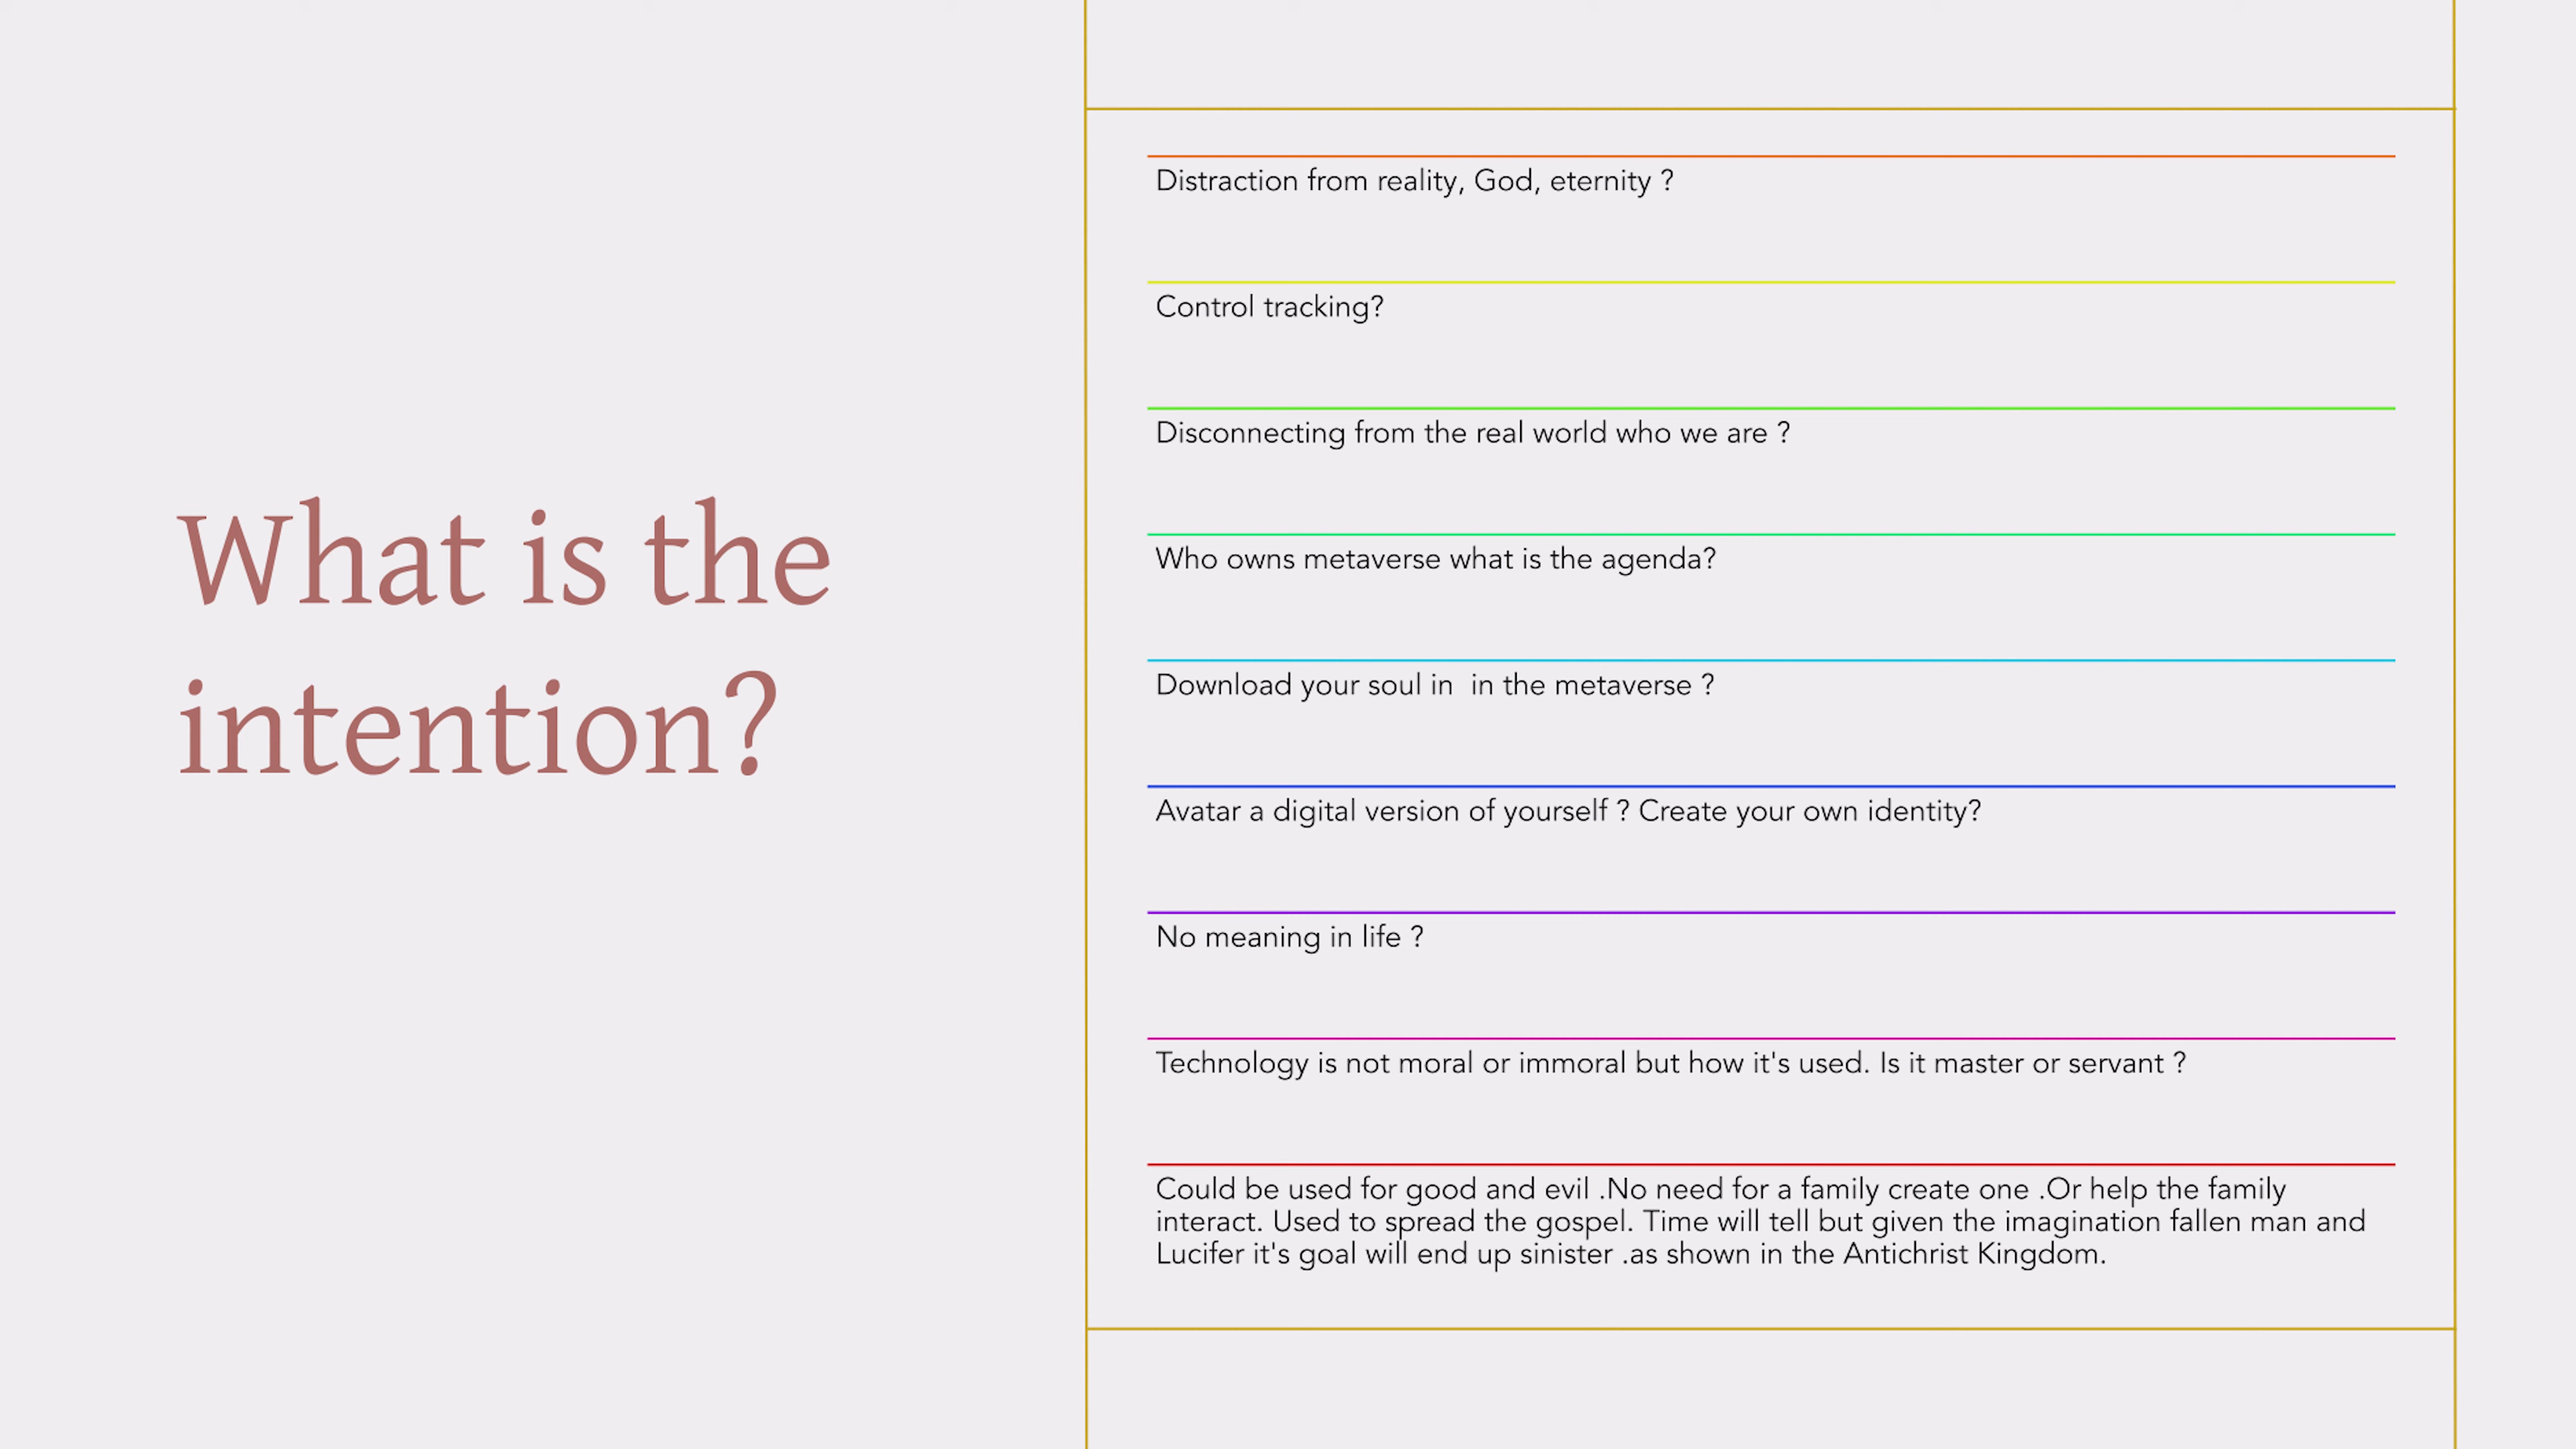 What is the
intention?
Distraction from reality, God, eternity ?
Control tracking?
Disconnecting from the real world who we are ?
Who owns metaverse what is the agenda?
Download your soul in  in the metaverse ?
Avatar a digital version of yourself ? Create your own identity?
No meaning in life ?
Technology is not moral or immoral but how it's used. Is it master or servant ?
Could be used for good and evil .No need for a family create one .Or help the family
interact. Used to spread the gospel. Time will tell but given the imagination fallen man and
Lucifer it's goal will end up sinister .as shown in the Antichrist Kingdom.